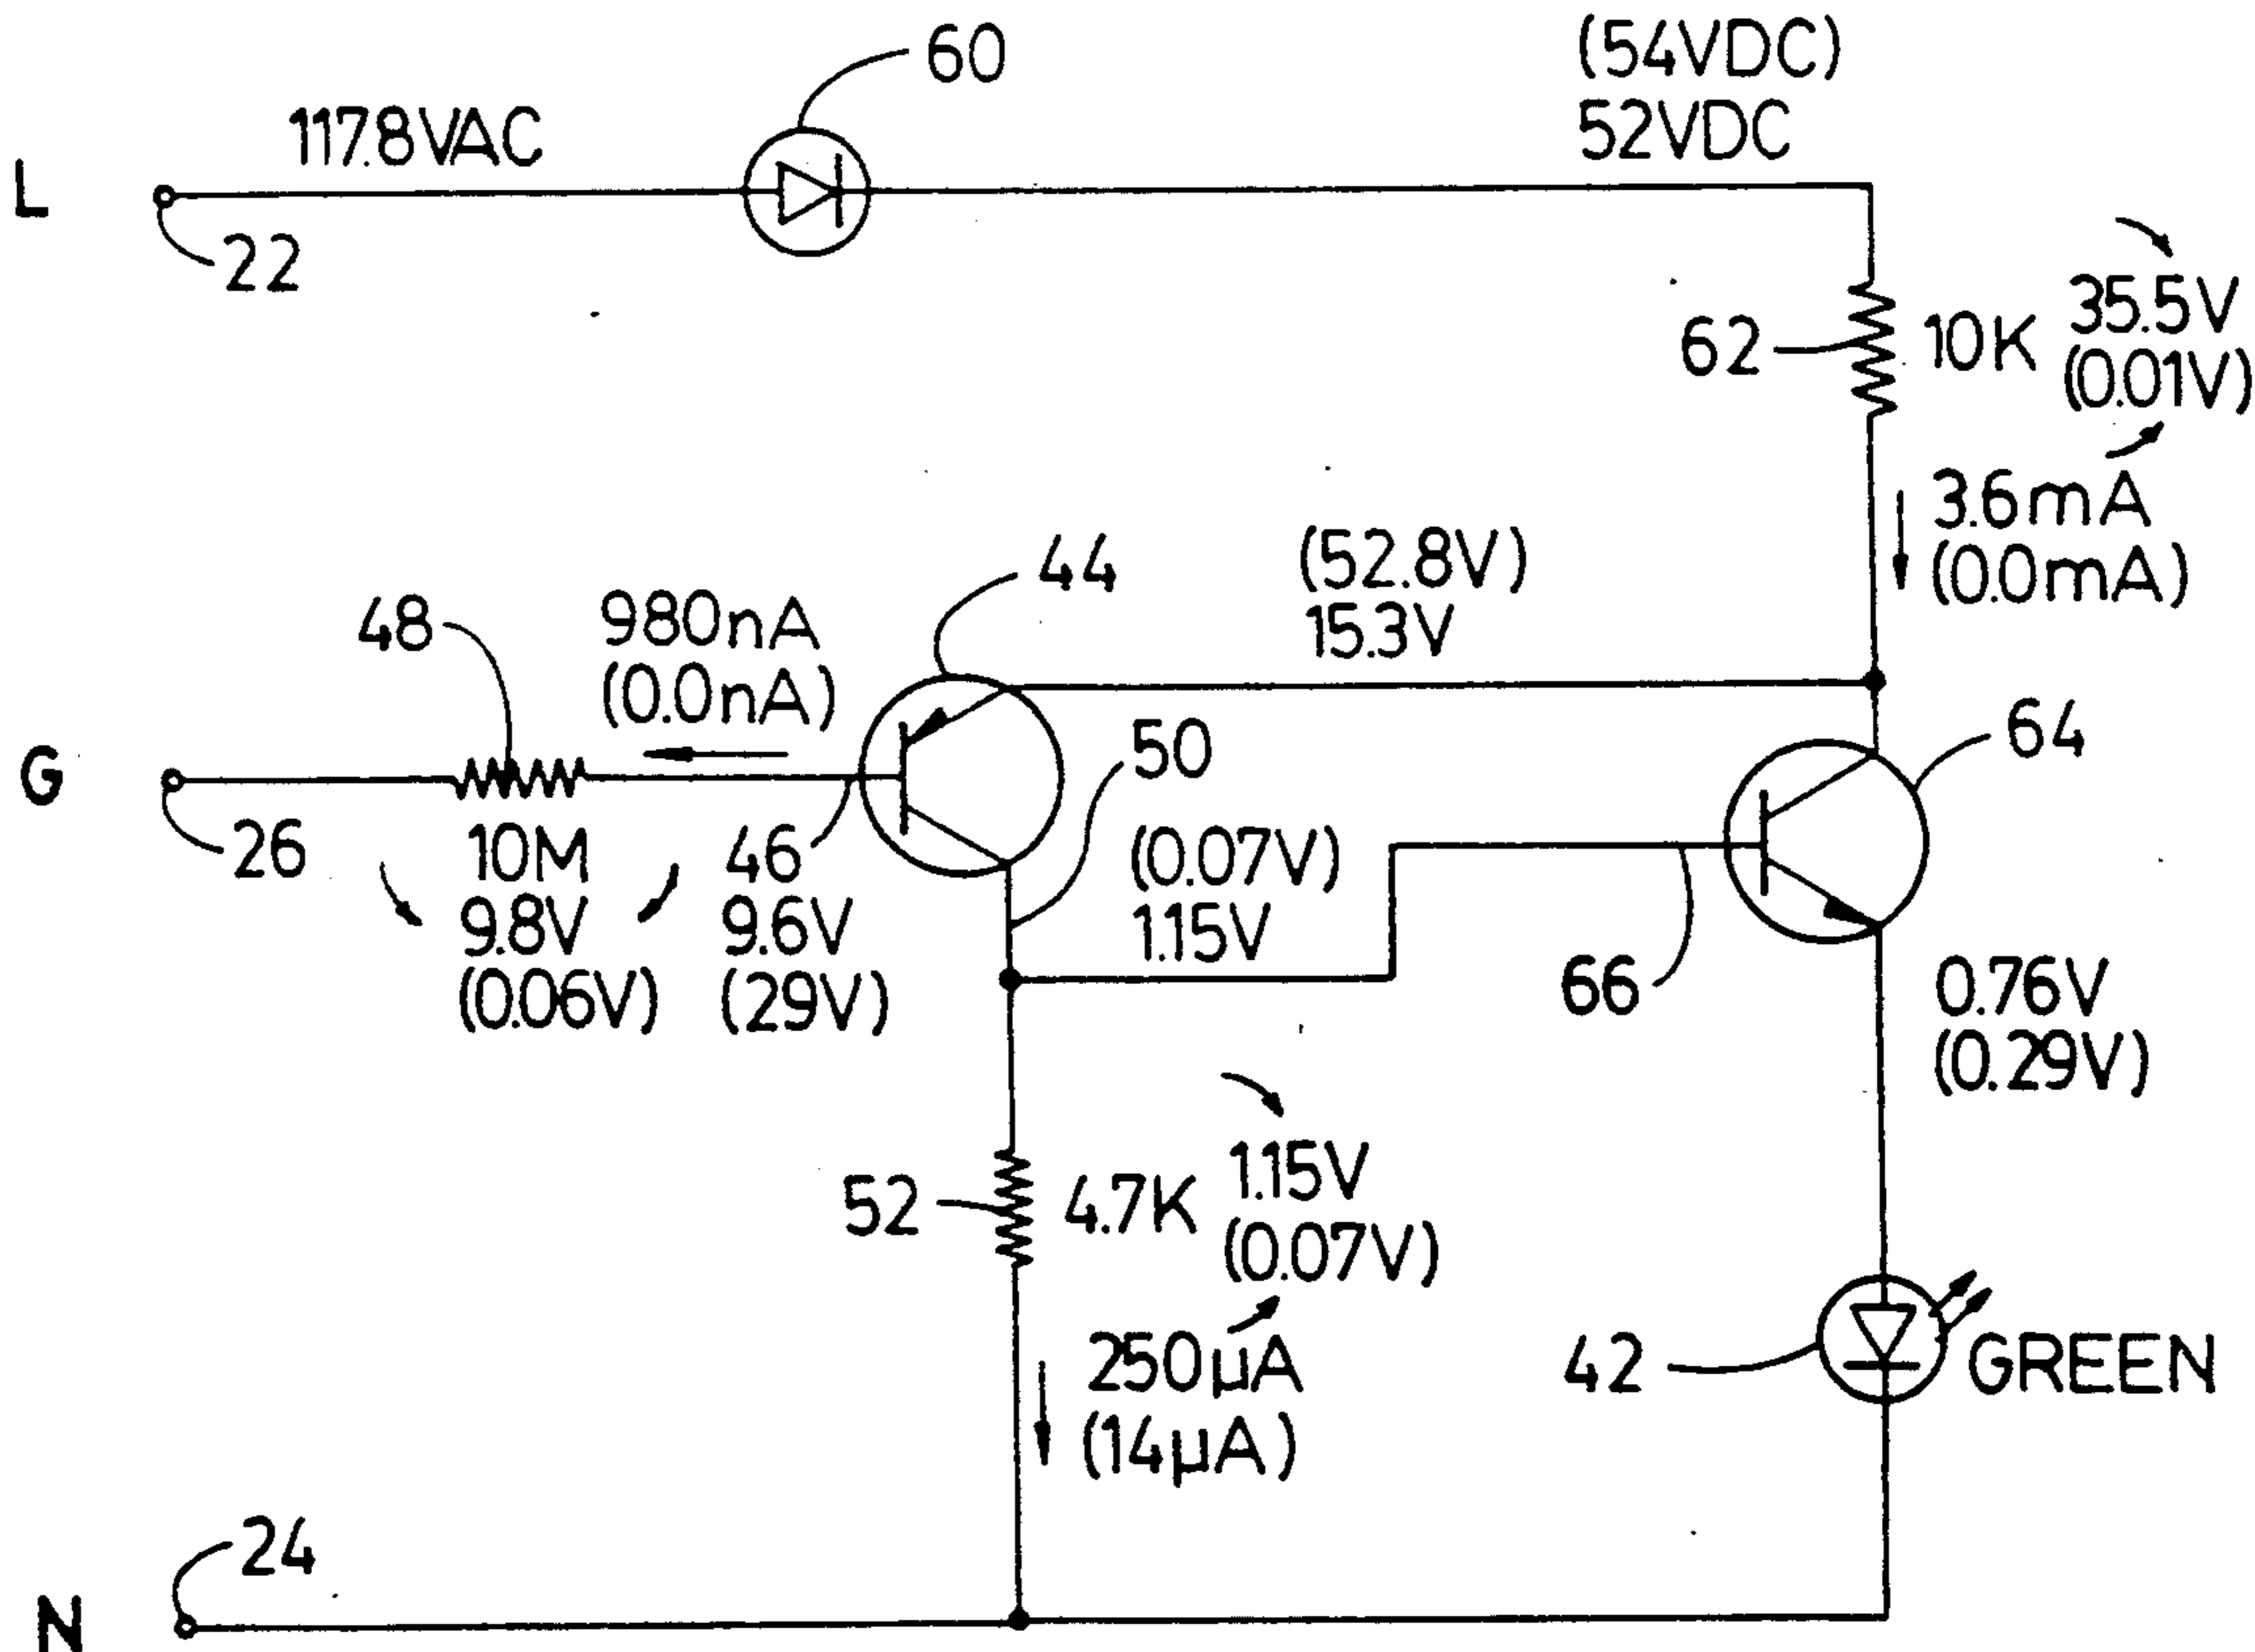 60
(54VDC)
52VDC
117.8VAC
L
22
62
10K
35.5V
(0.01V)
3.6mA
(0.0mA)
44
(52.8V)
15.3V
48
980nA
(0.0nA)
50
64
G
26
10M
9.8V
(0.06V)
46
9.6V
(29V)
(0.07V)
1.15V
66
0.76V
(0.29V)
52
4.7K
1.15V
(0.07V)
250μA
(14μA)
42
GREEN
24
N